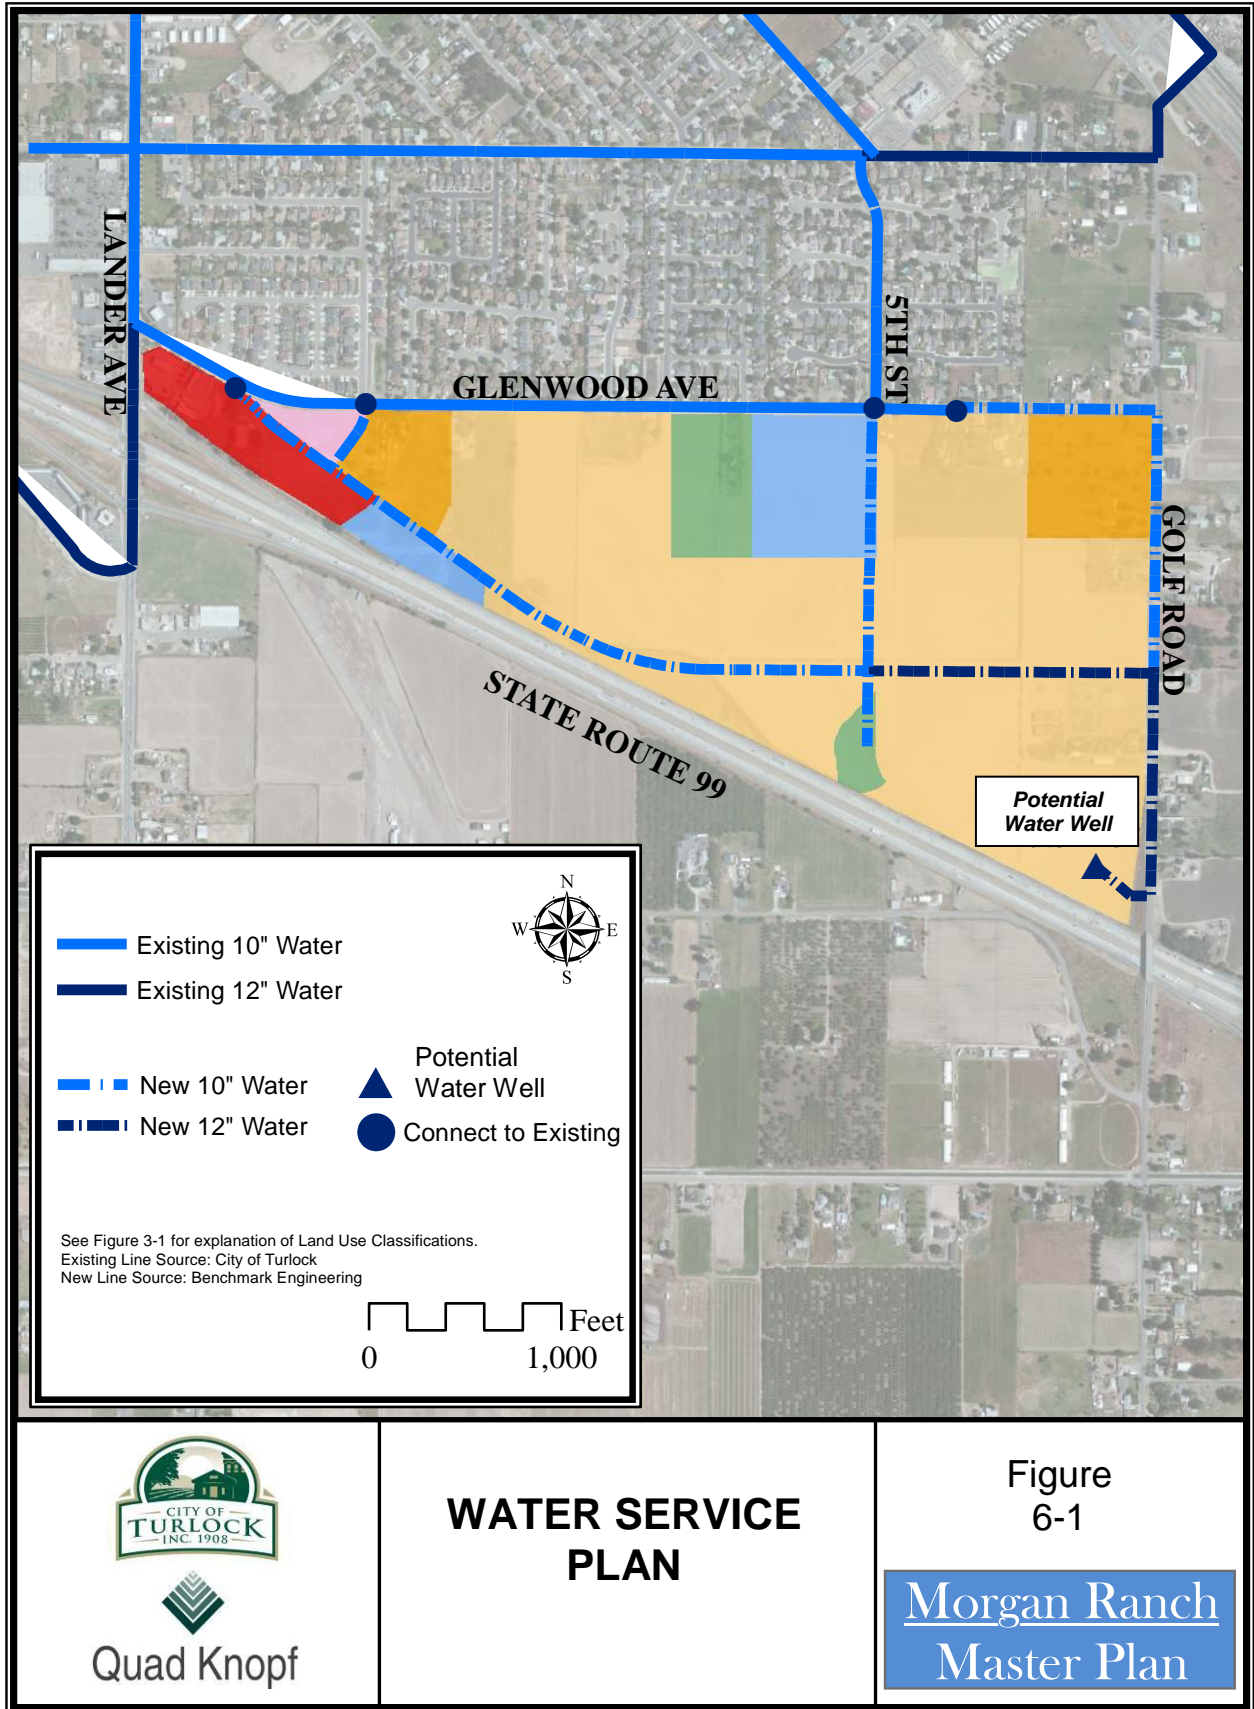 LANDER AVE
GLENWOOD AVE
5TH ST
GOLF ROAD
STATE ROUTE 99
Potential
Water Well
N
W
E
S
Existing 10" Water
Existing 12" Water
New 10" Water
New 12" Water
Potential
Water Well
Connect to Existing
See Figure 3-1 for explanation of Land Use Classifications.
Existing Line Source: City of Turlock
New Line Source: Benchmark Engineering
Feet
0
1,000
CITY OF
TURLOCK
INC. 1908
Quad Knopf
WATER SERVICE
PLAN
Figure
6-1
Morgan Ranch
Master Plan